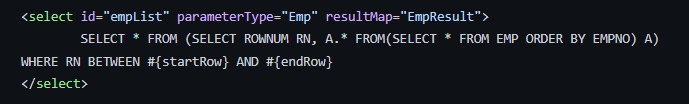 <select id="empList" parameterType="Emp" resultMap="EmpResult">
SELECT * FROM (SELECT ROWNUM RN, A.* FROM(SELECT * FROM EMP ORDER BY EMPNO) A)
WHERE RN BETWEEN #{startRow} AND #{endRow}
</select>